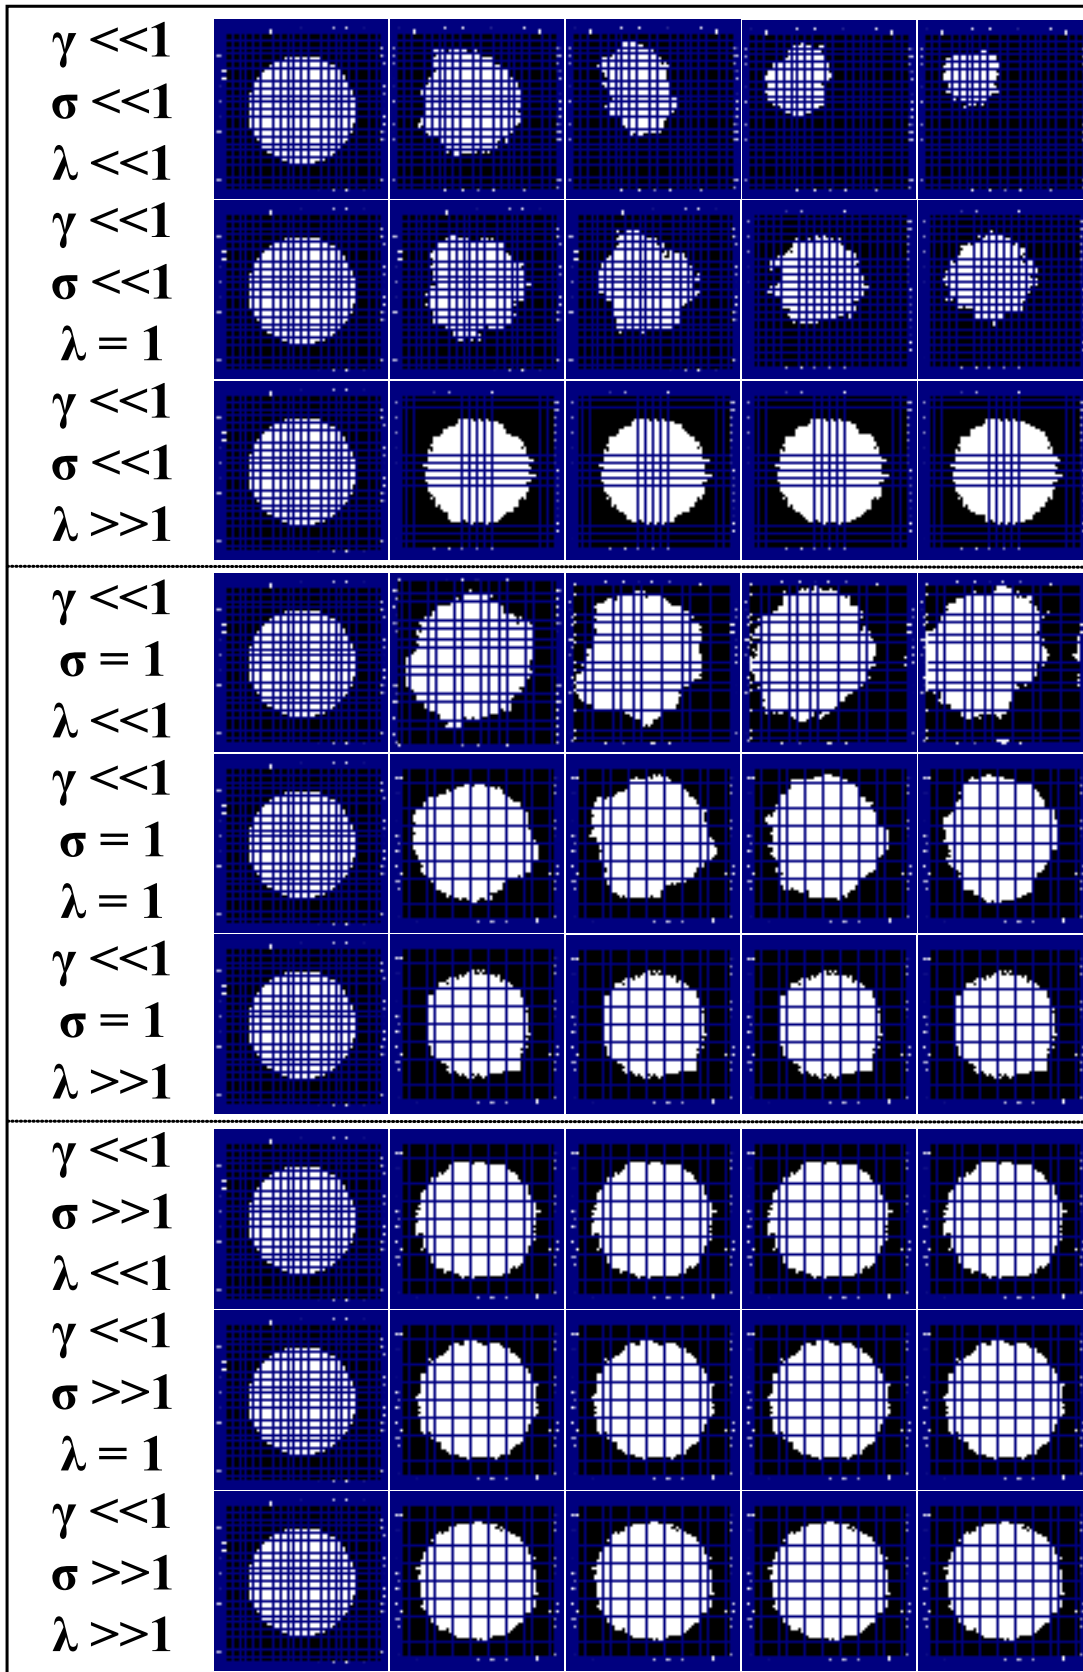 γ <<1
σ <<1
λ <<1
γ <<1
σ <<1
λ = 1
γ <<1
σ <<1
λ >>1
γ <<1
σ = 1
λ <<1
γ <<1
σ = 1
λ = 1
γ <<1
σ = 1
λ >>1
γ <<1
σ >>1
λ <<1
γ <<1
σ >>1
λ = 1
γ <<1
σ >>1
λ >>1